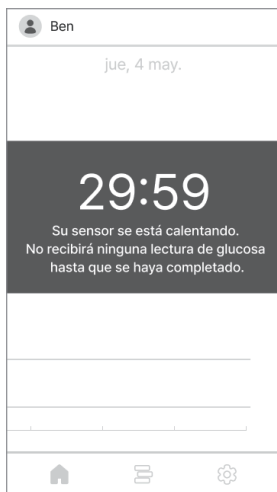 Ben
jue, 4 may.
29:59
Su sensor se está calentando.
No recibirá ninguna lectura de glucosa
hasta que se haya completado.